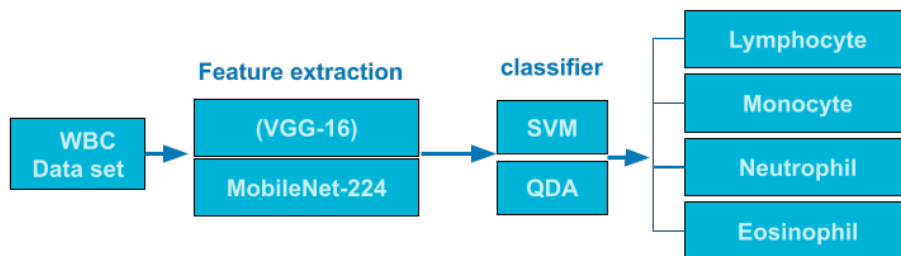 WBC
Data set
Feature extraction
(VGG-16)
MobileNet-224
classifier
SVM
QDA
Lymphocyte
Monocyte
Neutrophil
Eosinophil